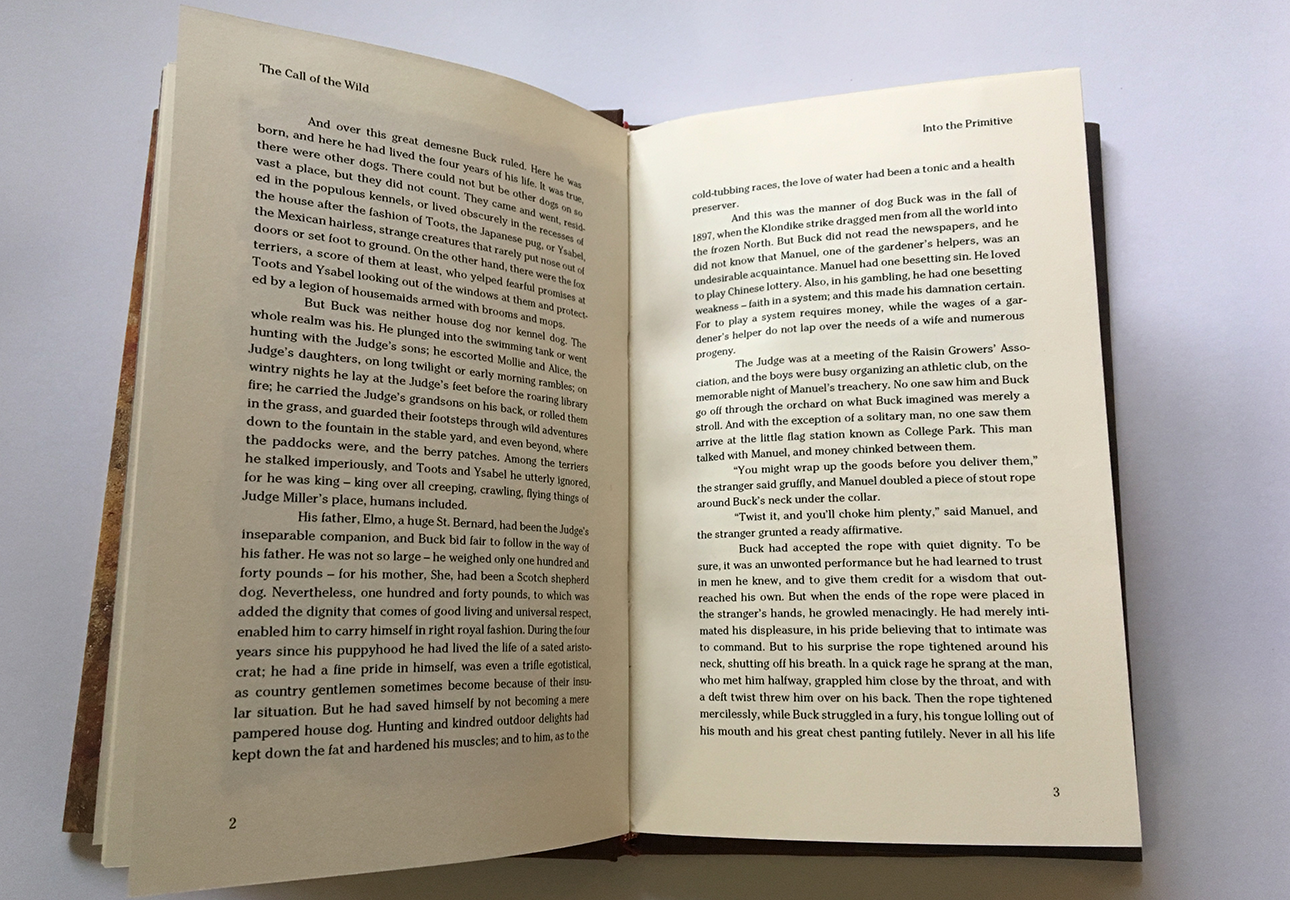 The Call of the Wild
And over this great demesne Buck ruled. Here he was
born, and here he had lived the four years of his life. It was true,
there were other dogs. There could not but be other dogs on so
vast a place, but they did not count. They came and went, resid-
ed in the populous kennels, or lived obscurely in the recesses of
the house after the fashion of Toots, the Japanese pug, or Ysabel,
the Mexican hairless, strange creatures that rarely put nose out of
doors or set foot to ground. On the other hand, there were the fox
terriers, a score of them at least, who yelped fearful promises at
Toots and Ysabel looking out of the windows at them and protect-
ed by a legion of housemaids armed with brooms and mops.
But Buck was neither house dog nor kennel dog. The
whole realm was his. He plunged into the swimming tank or went
hunting with the Judge's sons; he escorted Mollie and Alice, the
Judge's daughters, on long twilight or early morning rambles; on
wintry nights he lay at the Judge's feet before the roaring library
fire; he carried the Judge's grandsons on his back, or rolled them
in the grass, and guarded their footsteps through wild adventures
down to the fountain in the stable yard, and even beyond, where
the paddocks were, and the berry patches. Among the terriers
he stalked imperiously, and Toots and Ysabel he utterly ignored,
for he was king – king over all creeping, crawling, flying things of
Judge Miller's place, humans included.
His father, Elmo, a huge St. Bernard, had been the Judge's
inseparable companion, and Buck bid fair to follow in the way of
his father. He was not so large – he weighed only one hundred and
forty pounds – for his mother, She, had been a Scotch shepherd
dog. Nevertheless, one hundred and forty pounds, to which was
added the dignity that comes of good living and universal respect,
enabled him to carry himself in right royal fashion. During the four
years since his puppyhood he had lived the life of a sated aristo-
crat; he had a fine pride in himself, was even a trifle egotistical,
as country gentlemen sometimes become because of their insu-
lar situation. But he had saved himself by not becoming a mere
pampered house dog. Hunting and kindred outdoor delights had
kept down the fat and hardened his muscles; and to him, as to the
2
Into the Primitive
cold-tubbing races, the love of water had been a tonic and a health
preserver.
And this was the manner of dog Buck was in the fall of
1897, when the Klondike strike dragged men from all the world into
the frozen North. But Buck did not read the newspapers, and he
did not know that Manuel, one of the gardener's helpers, was an
undesirable acquaintance. Manuel had one besetting sin. He loved
to play Chinese lottery. Also, in his gambling, he had one besetting
weakness – faith in a system; and this made his damnation certain.
For to play a system requires money, while the wages of a gar-
dener's helper do not lap over the needs of a wife and numerous
progeny.
The Judge was at a meeting of the Raisin Growers' Asso-
ciation, and the boys were busy organizing an athletic club, on the
memorable night of Manuel's treachery. No one saw him and Buck
go off through the orchard on what Buck imagined was merely a
stroll. And with the exception of a solitary man, no one saw them
arrive at the little flag station known as College Park. This man
talked with Manuel, and money chinked between them.
"You might wrap up the goods before you deliver them,"
the stranger said gruffly, and Manuel doubled a piece of stout rope
around Buck's neck under the collar.
"Twist it, and you'll choke him plenty," said Manuel, and
the stranger grunted a ready affirmative.
Buck had accepted the rope with quiet dignity. To be
sure, it was an unwonted performance but he had learned to trust
in men he knew, and to give them credit for a wisdom that out-
reached his own. But when the ends of the rope were placed in
the stranger's hands, he growled menacingly. He had merely inti-
mated his displeasure, in his pride believing that to intimate was
to command. But to his surprise the rope tightened around his
neck, shutting off his breath. In a quick rage he sprang at the man,
who met him halfway, grappled him close by the throat, and with
a deft twist threw him over on his back. Then the rope tightened
mercilessly, while Buck struggled in a fury, his tongue lolling out of
his mouth and his great chest panting futilely. Never in all his life
3